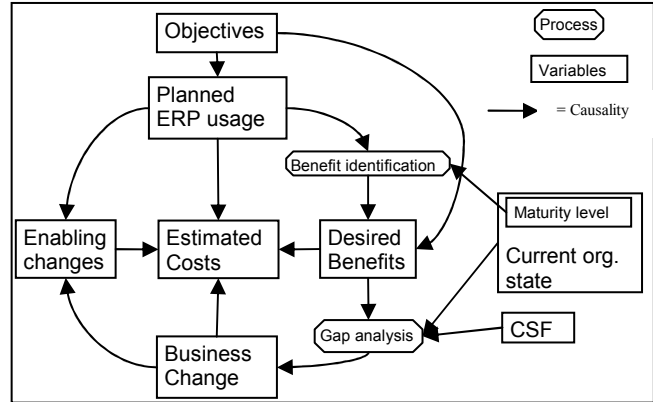 Objectives
Process
Variables
= Causality
Planned
ERP usage
Benefit identification
Maturity level
Current org.
state
Enabling
changes
Estimated
Costs
Desired
Benefits
Gap analysis
CSF
Business
Change